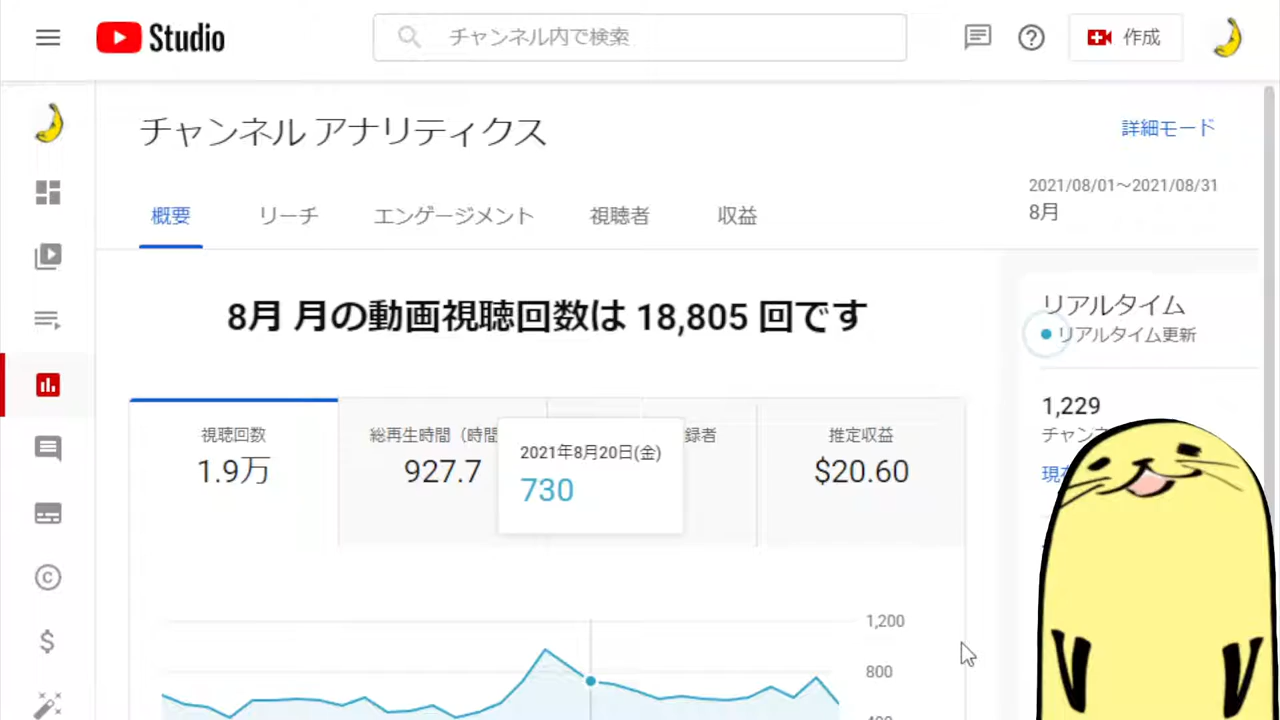 Studio
チャンネル内で検索
作成
チャンネル アナリティクス
詳細モード
2021/08/01～2021/08/31
8月
概要
リーチ
エンゲージメント
視聴者
収益
8月 月の動画視聴回数は 18,805 回です
リアルタイム
リアルタイム更新
1,229
視聴回数
1.9万
総再生時間（時間
927.7
2021年8月20日(金)
730
録者
推定収益
$20.60
1,200
800